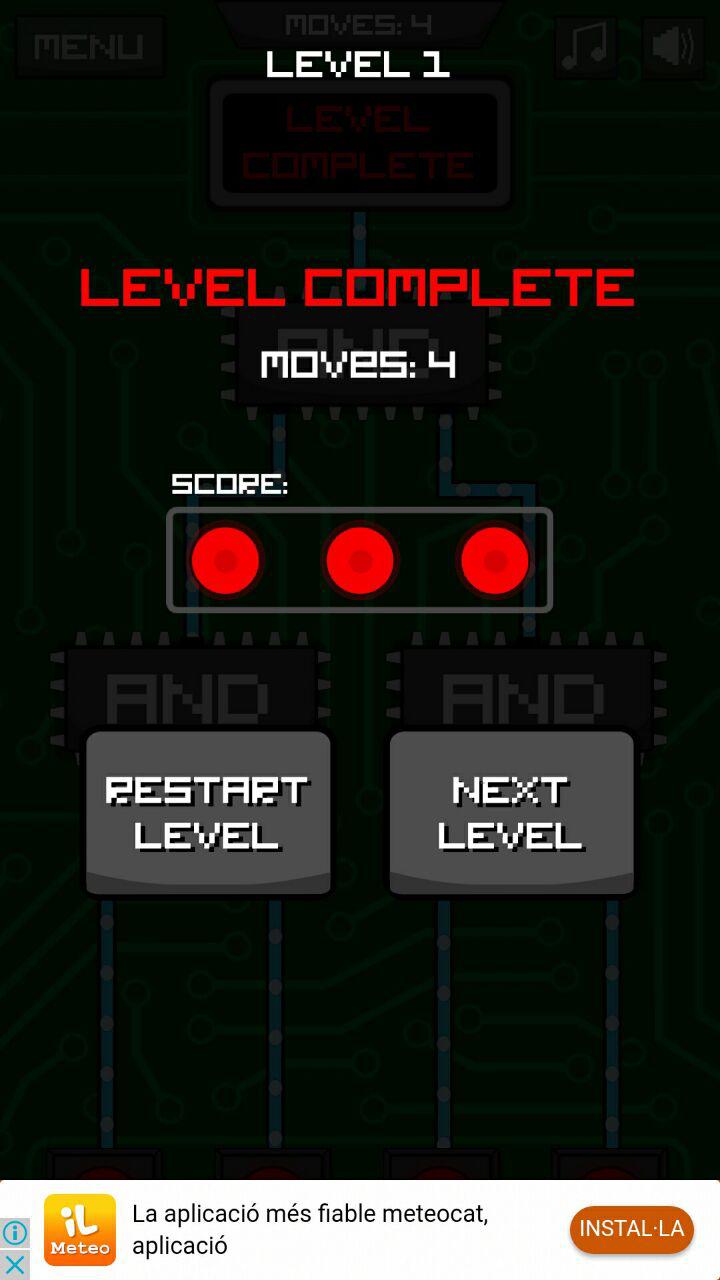 MENU
MOVES: 4
LEVEL 1
LEVEL
COMPLETE
LEVEL COMPLETE
AND
MOVES: 4
SCORE:
AND
AND
RESTART
LEVEL
NEXT
LEVEL
iL
Meteo
La aplicació més fiable meteocat,
aplicació
INSTAL·LA